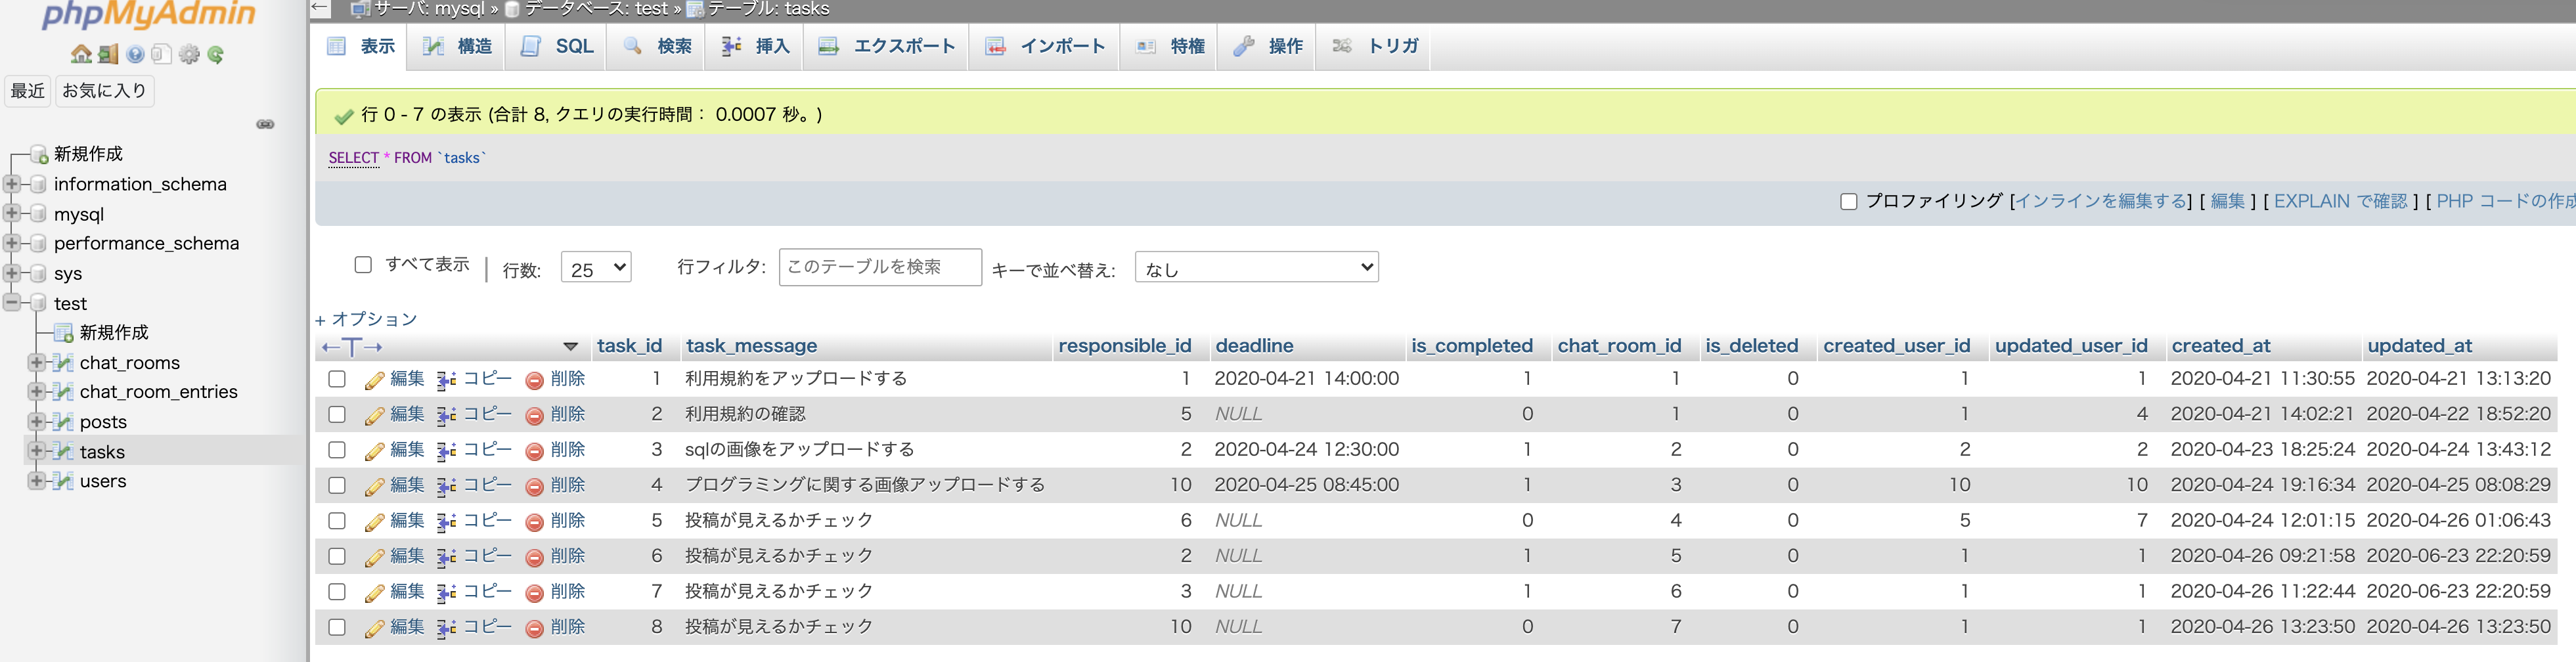 phpMyAdmin
最近 お気に入り
新規作成
information_schema
mysql
performance_schema
sys
test
新規作成
chat_rooms
chat_room_entries
posts
tasks
users
サーバ: mysql » データベース: test » テーブル: tasks
表示 構造 SQL 検索 挿入 エクスポート インポート 特権 操作 トリガ
行 0 - 7 の表示 (合計 8, クエリの実行時間： 0.0007 秒。)
SELECT * FROM `tasks`
プロファイリング [インラインを編集する] [ 編集 ] [ EXPLAIN で確認 ] [ PHP コードの作成
すべて表示 | 行数: 25 行フィルタ: このテーブルを検索 キーで並べ替え: なし
+ オプション
←T→ task_id task_message responsible_id deadline is_completed chat_room_id is_deleted created_user_id updated_user_id created_at updated_at
編集 コピー 削除 1 利用規約をアップロードする 1 2020-04-21 14:00:00 1 1 0 1 1 2020-04-21 11:30:55 2020-04-21 13:13:20
編集 コピー 削除 2 利用規約の確認 5 NULL 0 1 0 1 4 2020-04-21 14:02:21 2020-04-22 18:52:20
編集 コピー 削除 3 sqlの画像をアップロードする 2 2020-04-24 12:30:00 1 2 0 2 2 2020-04-23 18:25:24 2020-04-24 13:43:12
編集 コピー 削除 4 プログラミングに関する画像アップロードする 10 2020-04-25 08:45:00 1 3 0 10 10 2020-04-24 19:16:34 2020-04-25 08:08:29
編集 コピー 削除 5 投稿が見えるかチェック 6 NULL 0 4 0 5 7 2020-04-24 12:01:15 2020-04-26 01:06:43
編集 コピー 削除 6 投稿が見えるかチェック 2 NULL 1 5 0 1 1 2020-04-26 09:21:58 2020-06-23 22:20:59
編集 コピー 削除 7 投稿が見えるかチェック 3 NULL 1 6 0 1 1 2020-04-26 11:22:44 2020-06-23 22:20:59
編集 コピー 削除 8 投稿が見えるかチェック 10 NULL 0 7 0 1 1 2020-04-26 13:23:50 2020-04-26 13:23:50